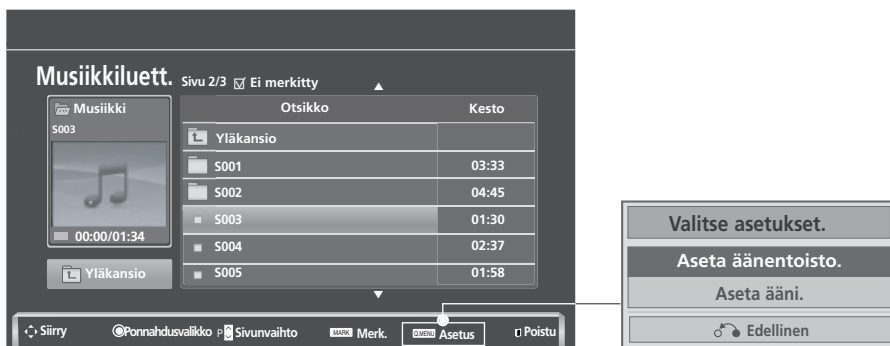 Musiikkiluett. Sivu 2/3 Ei merkitty
Musiikki
S003
00:00/01:34
Yläkansio
Otsikko Kesto
Yläkansio
S001 03:33
S002 04:45
S003 01:30
S004 02:37
S005 01:58
Siirry Ponnahdusvalikko P Sivunvaihto MARK Merk. Q.MENU Asetus Poistu
Valitse asetukset.
Aseta äänentoisto.
Aseta ääni.
Edellinen